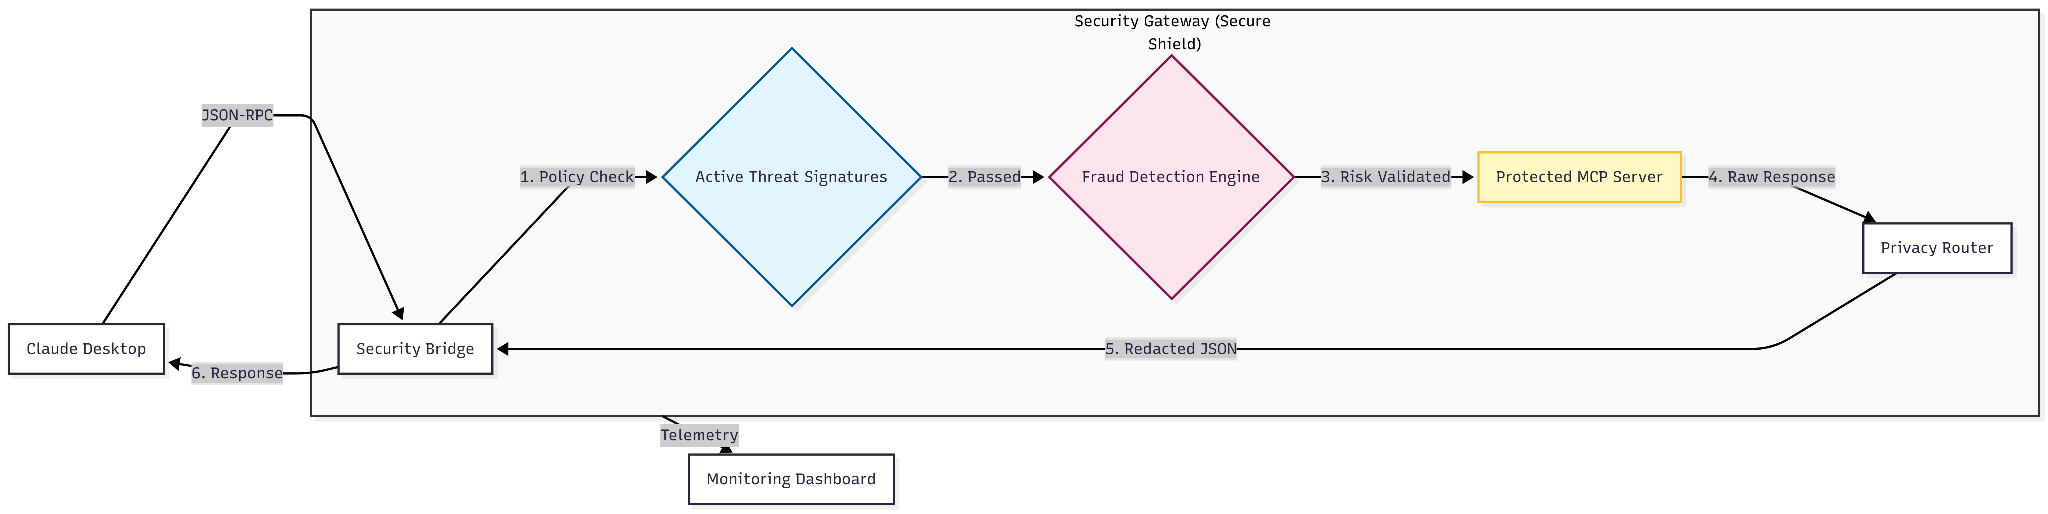 Security Gateway (Secure
Shield)
JSON-RPC
1. Policy Check
Active Threat Signatures
2. Passed
Fraud Detection Engine
3. Risk Validated
Protected MCP Server
4. Raw Response
Privacy Router
Claude Desktop
Security Bridge
5. Redacted JSON
6. Response
Telemetry
Monitoring Dashboard